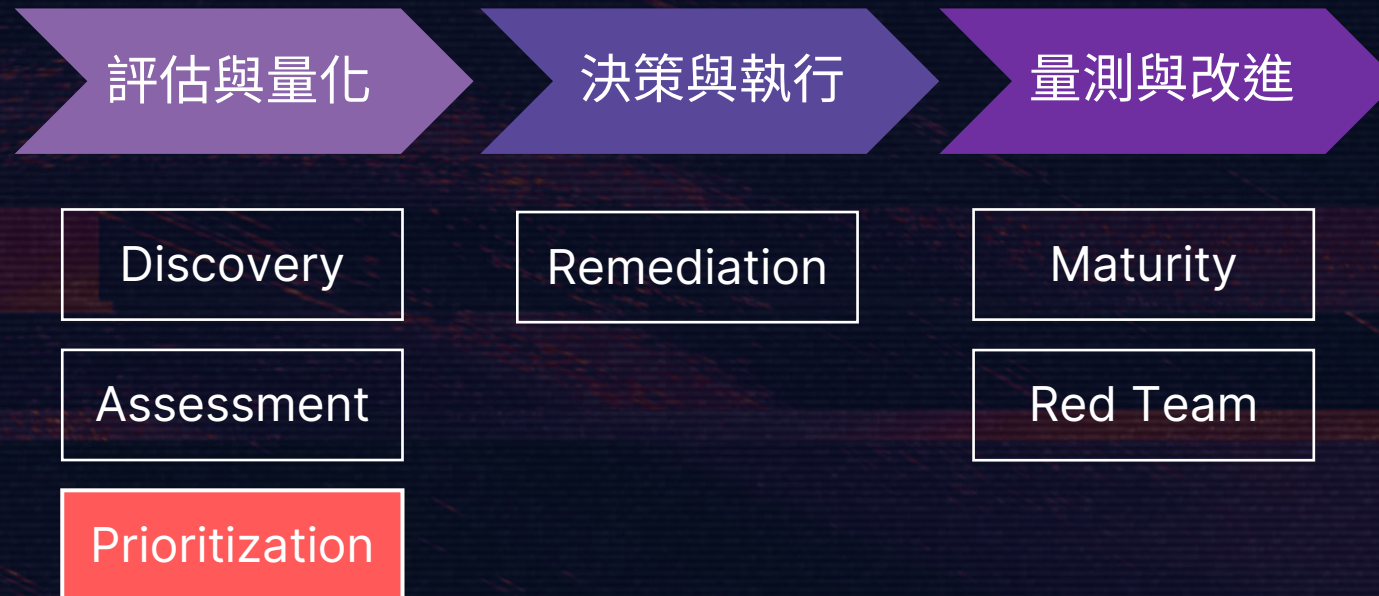 評估與量化
決策與執行
量測與改進
Discovery
Remediation
Maturity
Assessment
Red Team
Prioritization